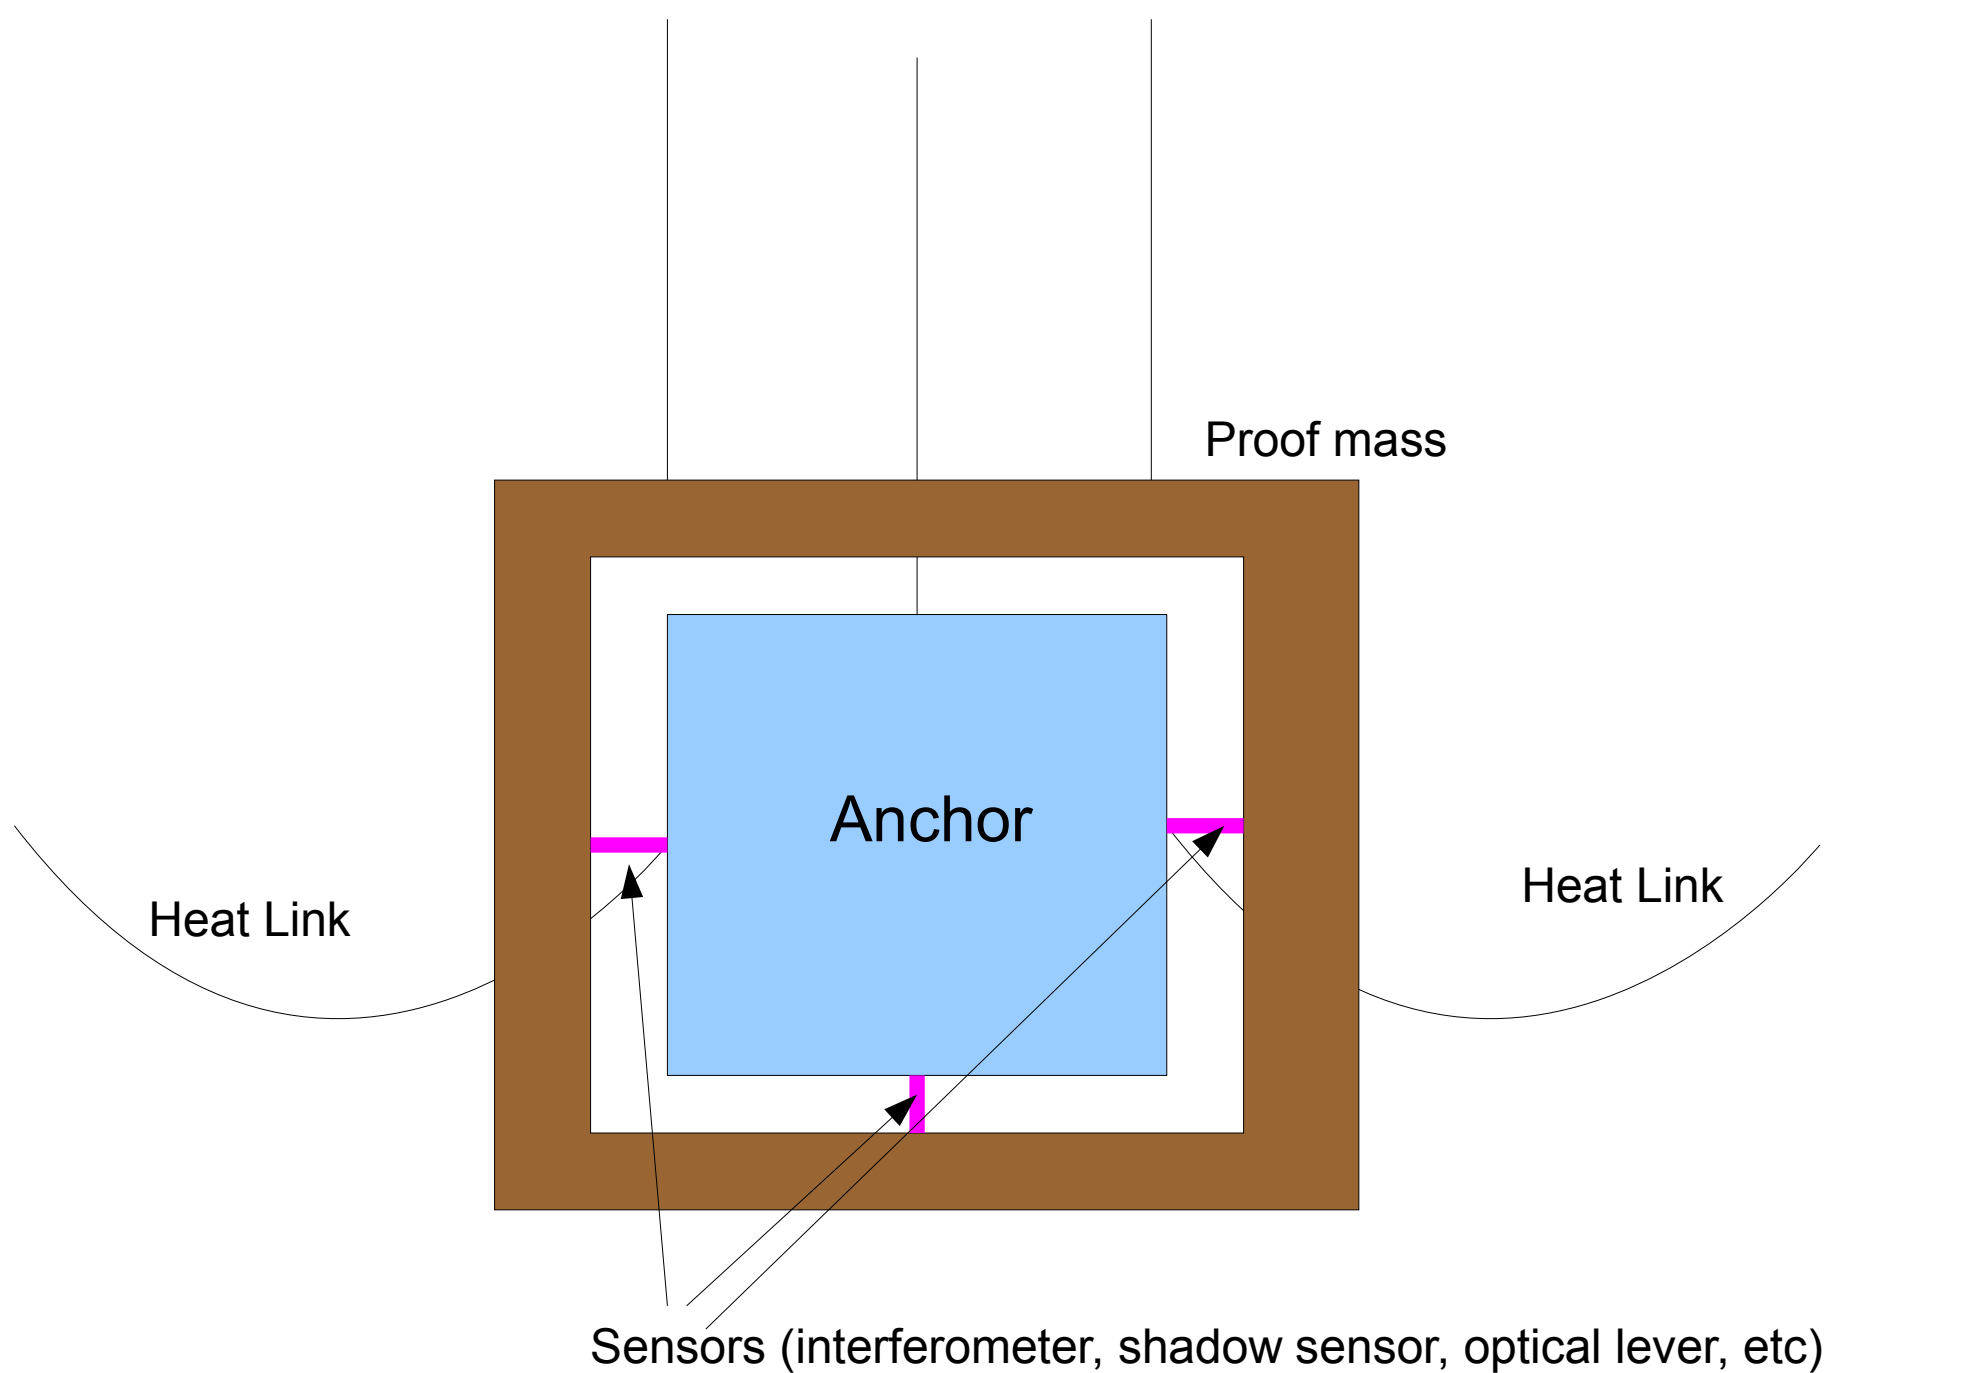 Proof mass
Anchor
Heat Link
Heat Link
Sensors (interferometer, shadow sensor, optical lever, etc)